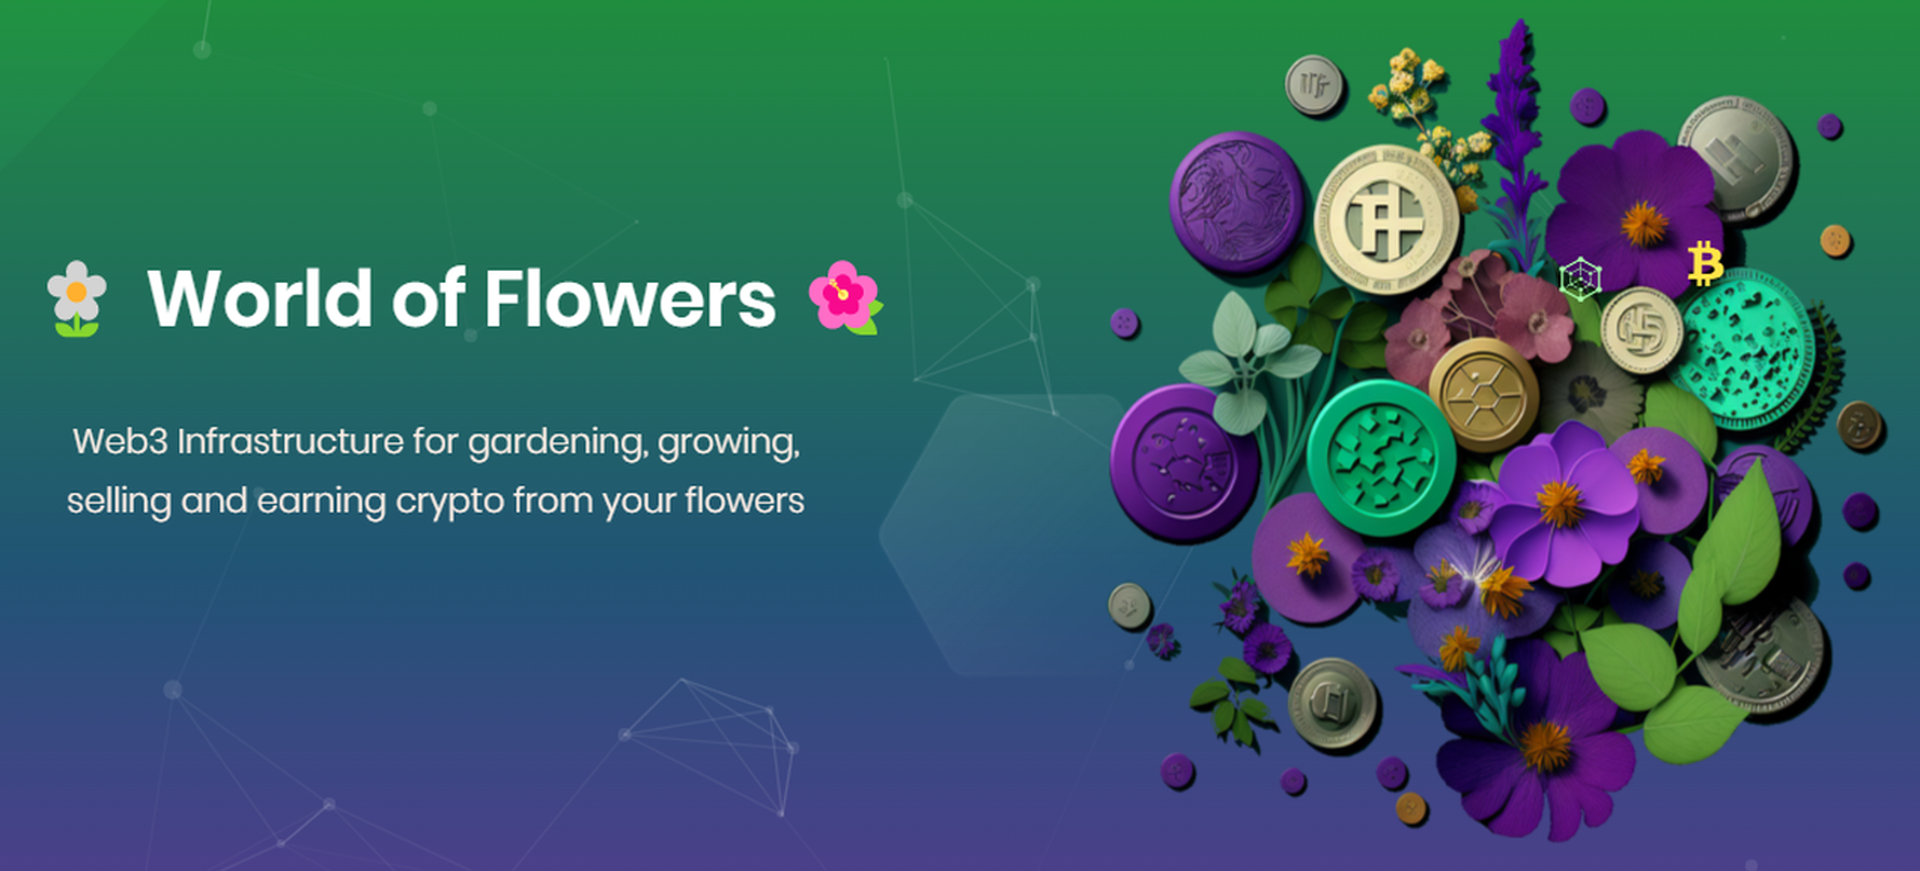 World of Flowers
Web3 Infrastructure for gardening, growing,
selling and earning crypto from your flowers